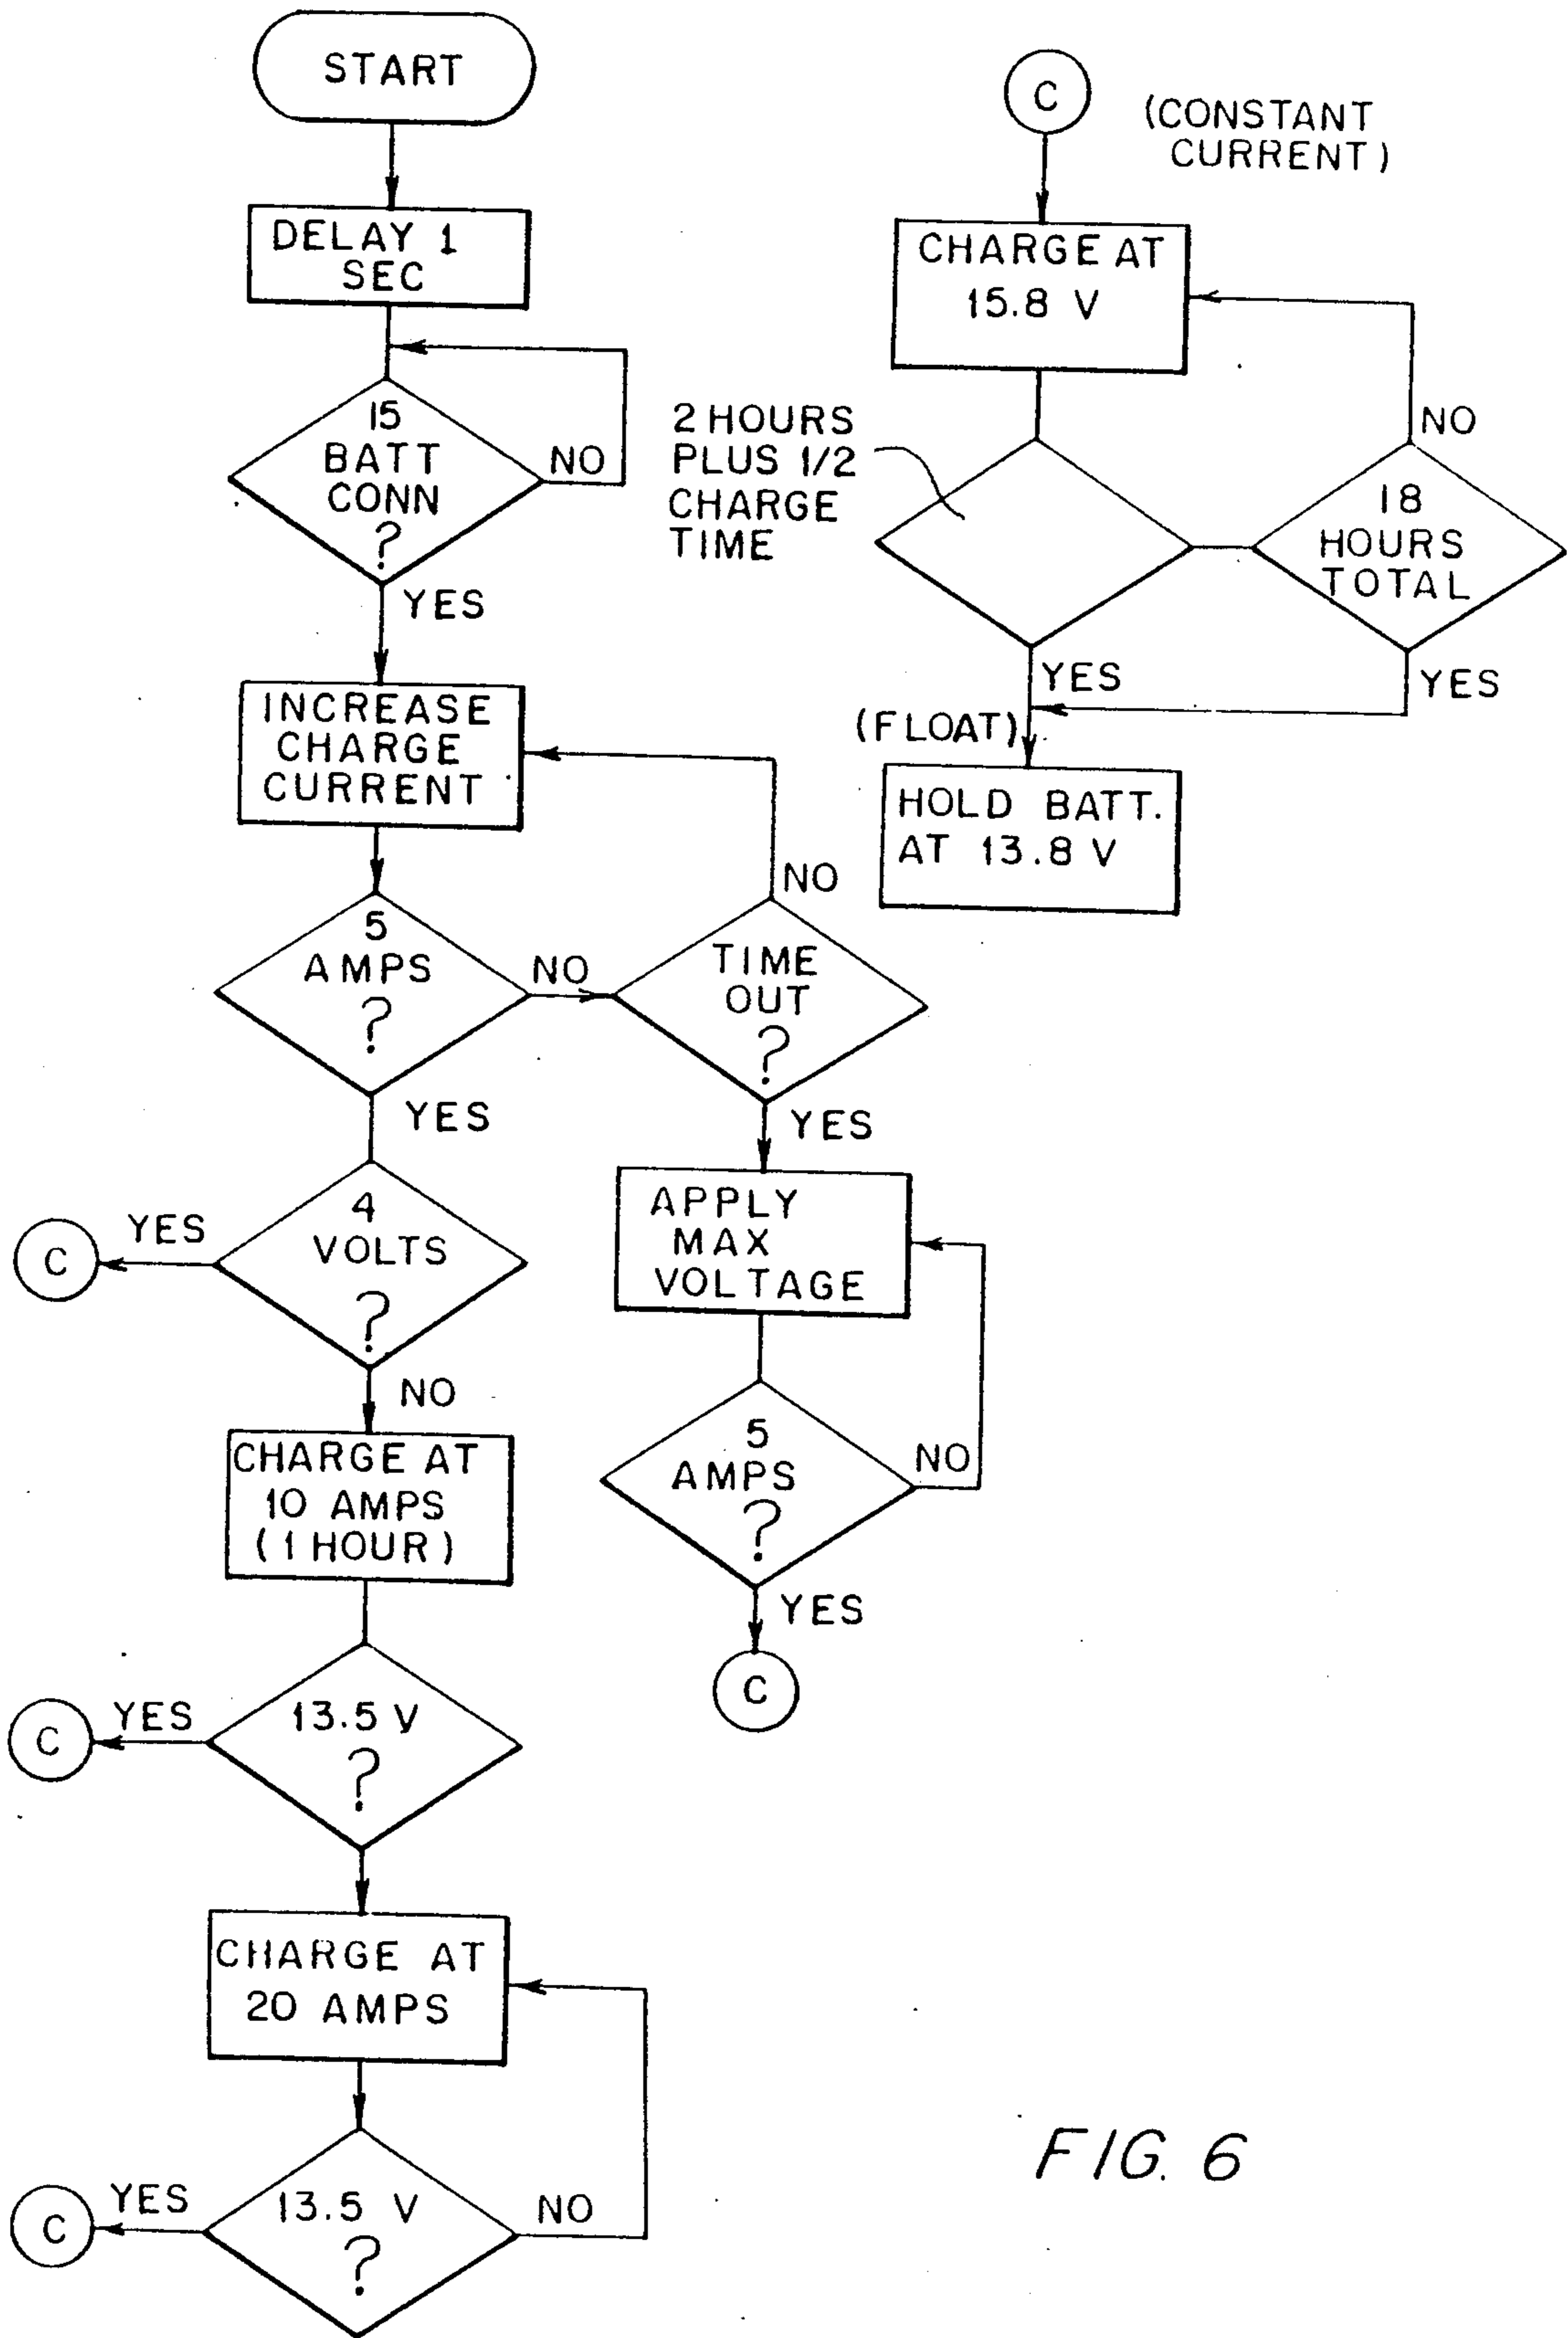 START
DELAY 1
SEC
15
BATT
CONN
?
NO
YES
INCREASE
CHARGE
CURRENT
5
AMPS
?
NO
YES
TIME
OUT
?
NO
YES
4
VOLTS
?
YES
C
NO
APPLY
MAX
VOLTAGE
5
AMPS
?
NO
YES
C
CHARGE AT
10 AMPS
(1 HOUR)
13.5 V
?
YES
C
CHARGE AT
20 AMPS
13.5 V
?
YES
C
NO
C
(CONSTANT
CURRENT)
CHARGE AT
15.8 V
2 HOURS
PLUS 1/2
CHARGE
TIME
18
HOURS
TOTAL
NO
YES
YES
(FLOAT)
HOLD BATT.
AT 13.8 V
FIG. 6